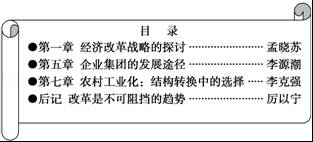 目 录
●第一章 经济改革战略的探讨 ………………… 孟晓苏
●第五章 企业集团的发展途径 ………………… 李源潮
●第七章 农村工业化：结构转换中的选择 …… 李克强
●后记 改革是不可阻挡的趋势 ………………… 厉以宁